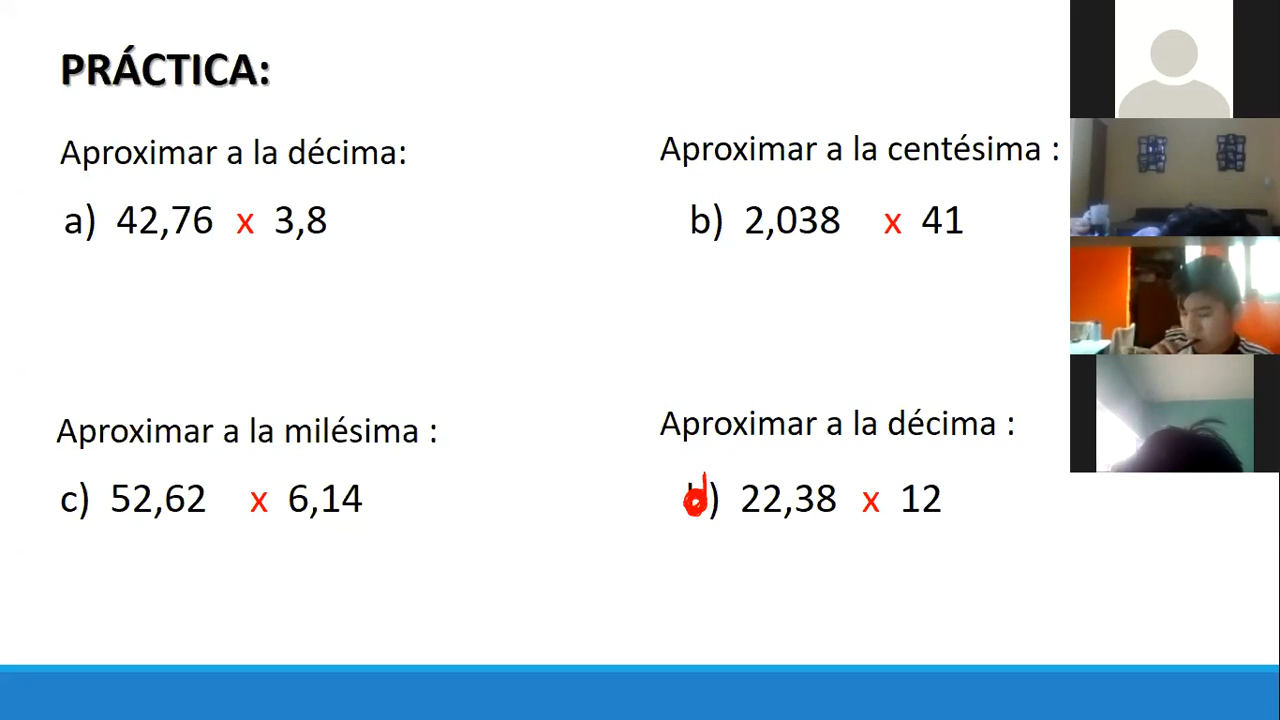 PRÁCTICA:
Aproximar a la décima:
a) 42,76 x 3,8
Aproximar a la centésima :
b) 2,038 x 41
Aproximar a la milésima :
c) 52,62 x 6,14
Aproximar a la décima :
d) 22,38 x 12